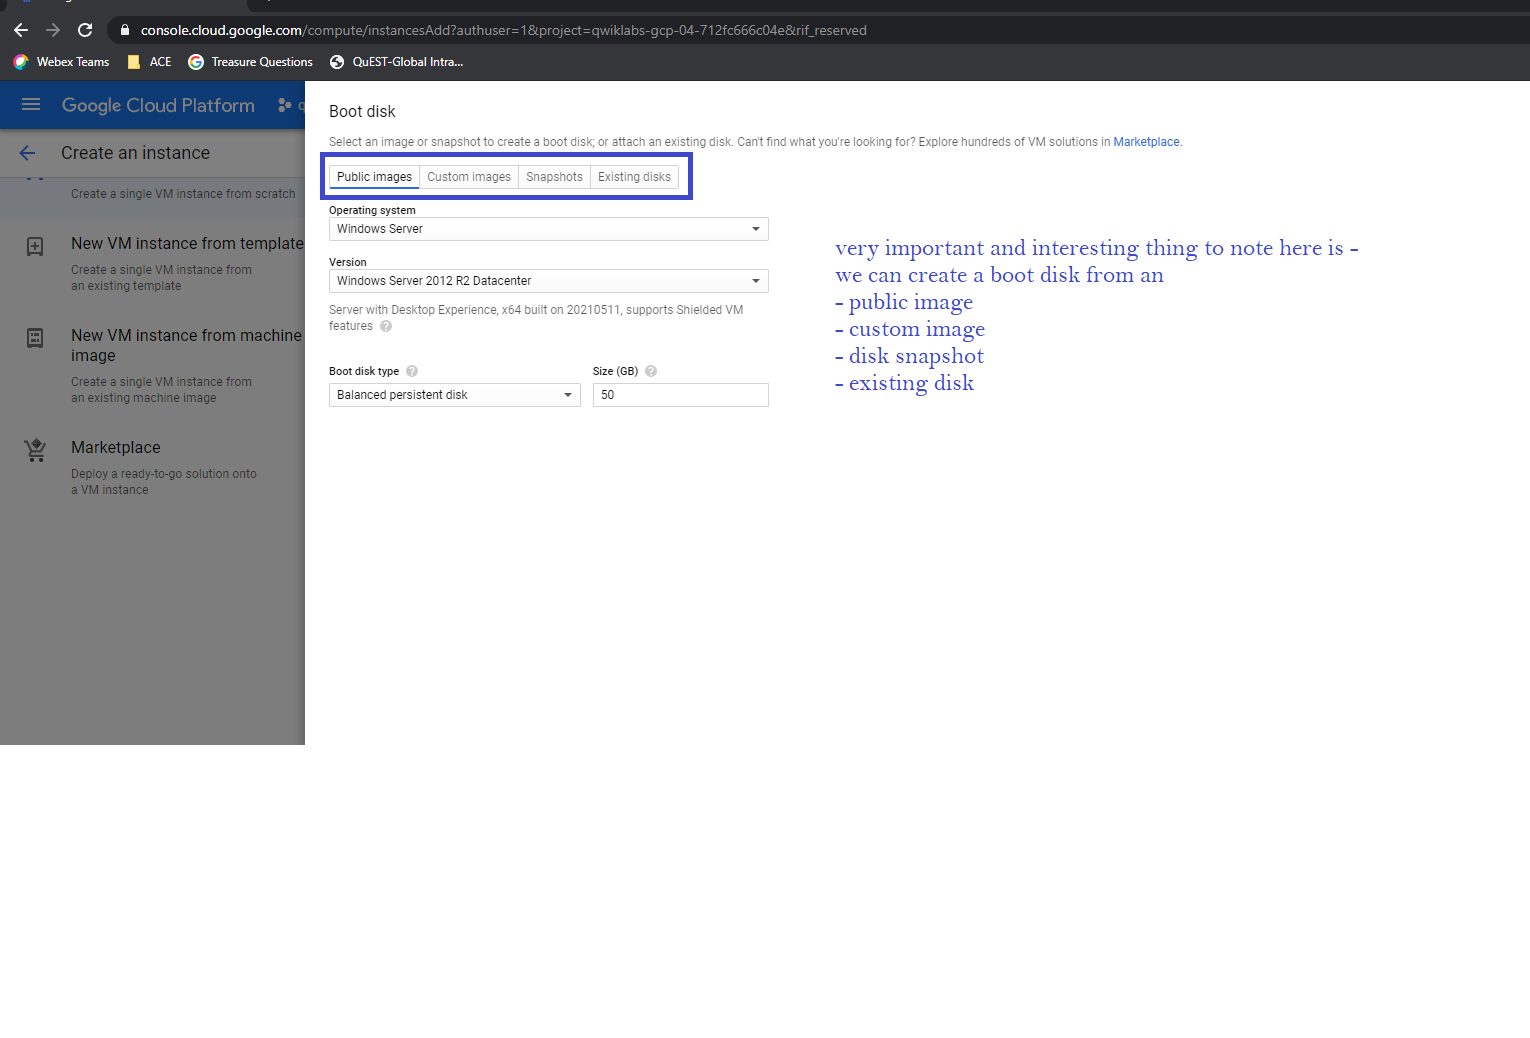 console.cloud.google.com/compute/instancesAdd?authuser=1&project=qwiklabs-gcp-04-712fc666c04e&rif_reserved
Webex Teams ACE Treasure Questions QuEST-Global Intra...
Google Cloud Platform
Create an instance
Create a single VM instance from scratch
New VM instance from template
Create a single VM instance from
an existing template
New VM instance from machine
image
Create a single VM instance from
an existing machine image
Marketplace
Deploy a ready-to-go solution onto
a VM instance
Boot disk
Select an image or snapshot to create a boot disk; or attach an existing disk. Can't find what you're looking for? Explore hundreds of VM solutions in Marketplace.
Public images Custom images Snapshots Existing disks
Operating system
Windows Server
Version
Windows Server 2012 R2 Datacenter
Server with Desktop Experience, x64 built on 20210511, supports Shielded VM
features ?
Boot disk type ? Size (GB) ?
Balanced persistent disk 50
very important and interesting thing to note here is -
we can create a boot disk from an
- public image
- custom image
- disk snapshot
- existing disk